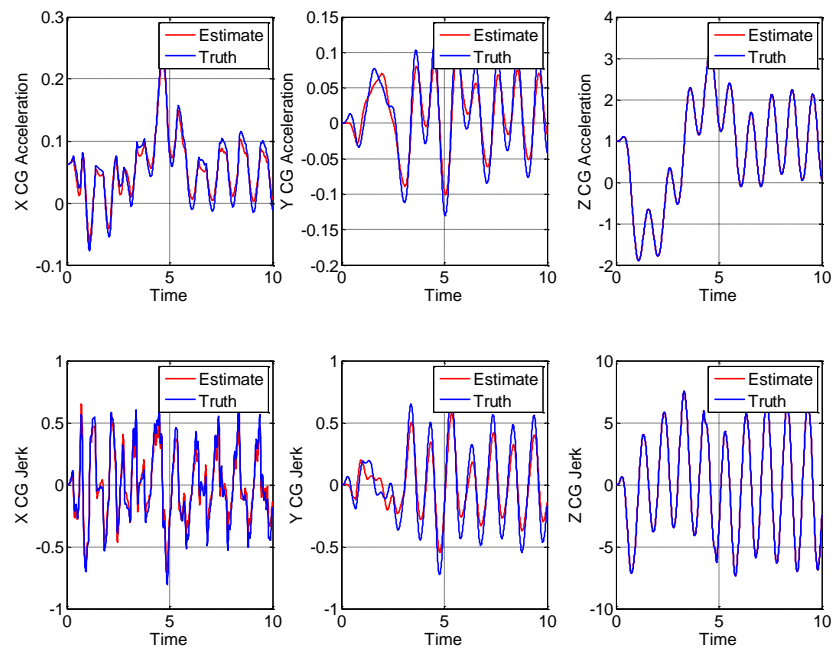 X CG Acceleration
0.3
0.2
0.1
0
-0.1
0 5 10
Time
Estimate
Truth
Y CG Acceleration
0.15
0.1
0.05
0
-0.05
-0.1
-0.15
-0.2
0 5 10
Time
Estimate
Truth
Z CG Acceleration
4
3
2
1
0
-1
-2
0 5 10
Time
Estimate
Truth
X CG Jerk
1
0.5
0
-0.5
-1
0 5 10
Time
Estimate
Truth
Y CG Jerk
1
0.5
0
-0.5
-1
0 5 10
Time
Estimate
Truth
Z CG Jerk
10
5
0
-5
-10
0 5 10
Time
Estimate
Truth